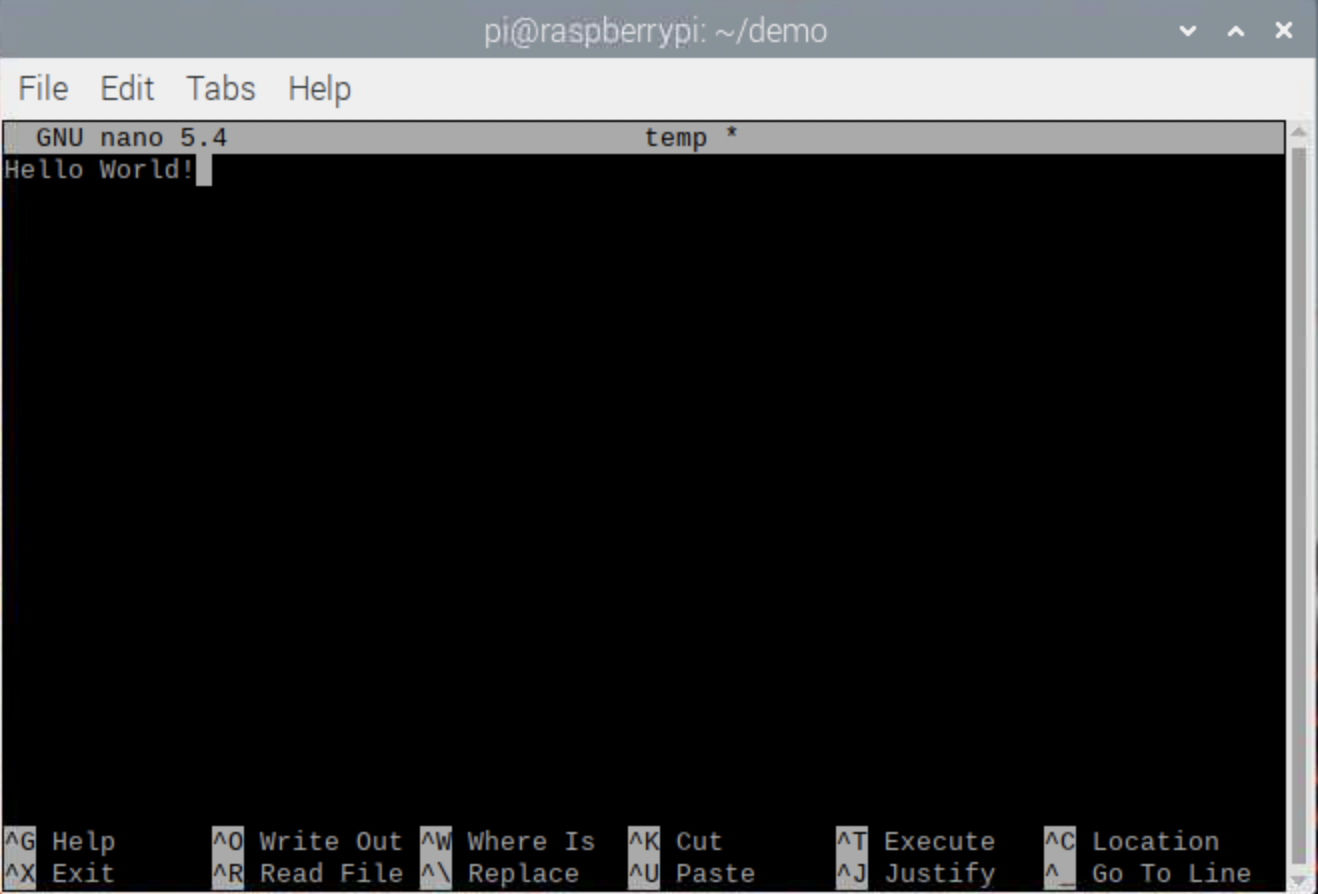 pi@raspberrypi: ~/demo
File Edit Tabs Help
GNU nano 5.4 temp *
Hello World!
^G Help ^O Write Out ^W Where Is ^K Cut ^T Execute ^C Location
^X Exit ^R Read File ^\ Replace ^U Paste ^J Justify ^_ Go To Line